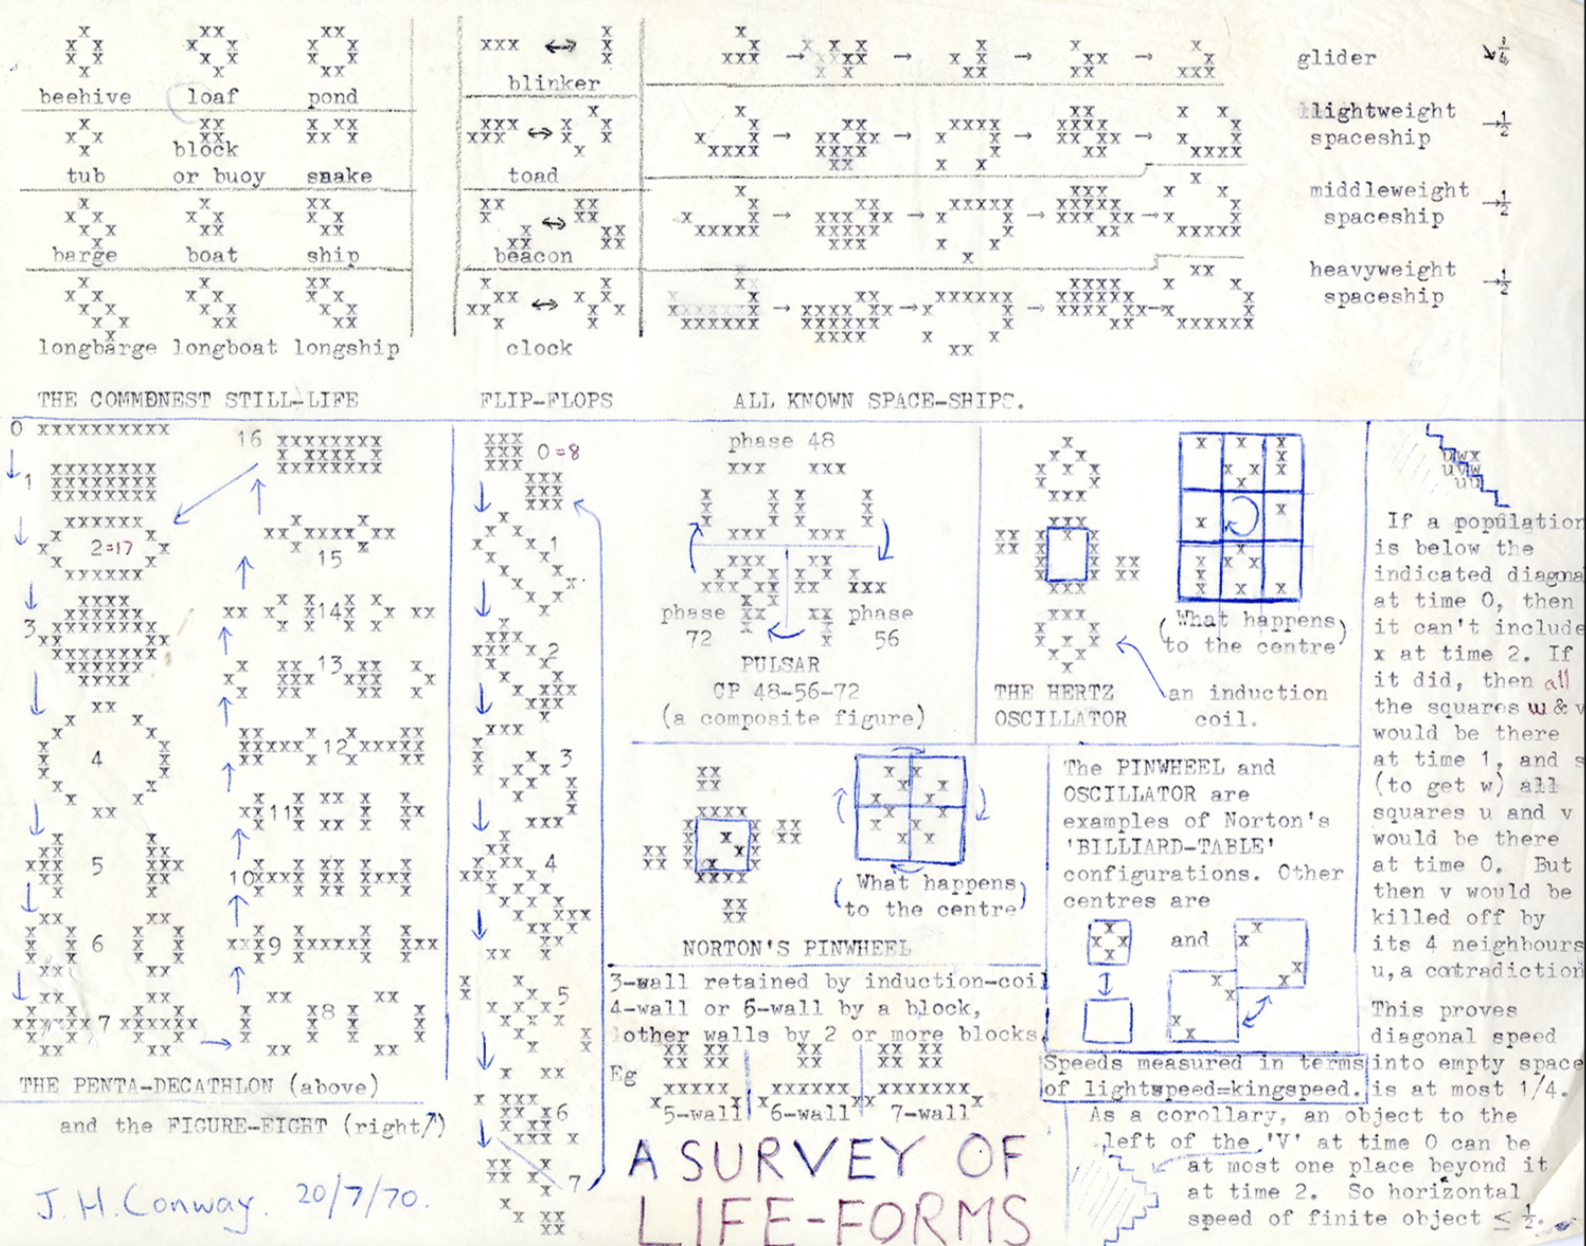 beehive loaf pond
tub block or buoy snake
barge boat ship
longbarge longboat longship
THE COMMONEST STILL-LIFE
blinker
toad
beacon
clock
FLIP-FLOPS
glider
lightweight
spaceship →1/2
middleweight
spaceship →1/2
heavyweight
spaceship →1/2
ALL KNOWN SPACE-SHIPS.
0
1
2=17
3
4
5
6
7
8
9
10
11
12
13
14
15
16
THE PENTA-DECATHLON (above)
and the FIGURE-EIGHT (right↗)
J.H.Conway. 20/7/70.
0=8
1
2
3
4
5
6
7
phase 48
phase
72
phase
56
PULSAR
CP 48-56-72
(a composite figure)
(What happens
to the centre)
THE HERTZ
OSCILLATOR
an induction
coil.
(What happens
to the centre)
NORTON'S PINWHEEL
The PINWHEEL and
OSCILLATOR are
examples of Norton's
'BILLIARD-TABLE'
configurations. Other
centres are
and
3-wall retained by induction-coil
4-wall or 6-wall by a block,
other walls by 2 or more blocks.
Eg
5-wall 6-wall 7-wall
A SURVEY OF
LIFE-FORMS
Speeds measured in terms
of lightspeed=kingspeed.
uwx
uvw
uu
If a population
is below the
indicated diagona
at time 0, then
it can't include
x at time 2. If
it did, then all
the squares w & v
would be there
at time 1, and s
(to get w) all
squares u and v
would be there
at time 0. But
then v would be
killed off by
its 4 neighbours
u, a contradiction
This proves
diagonal speed
into empty space
is at most 1/4.
As a corollary, an object to the
left of the 'V' at time 0 can be
at most one place beyond it
at time 2. So horizontal
speed of finite object ≤ 1/2.